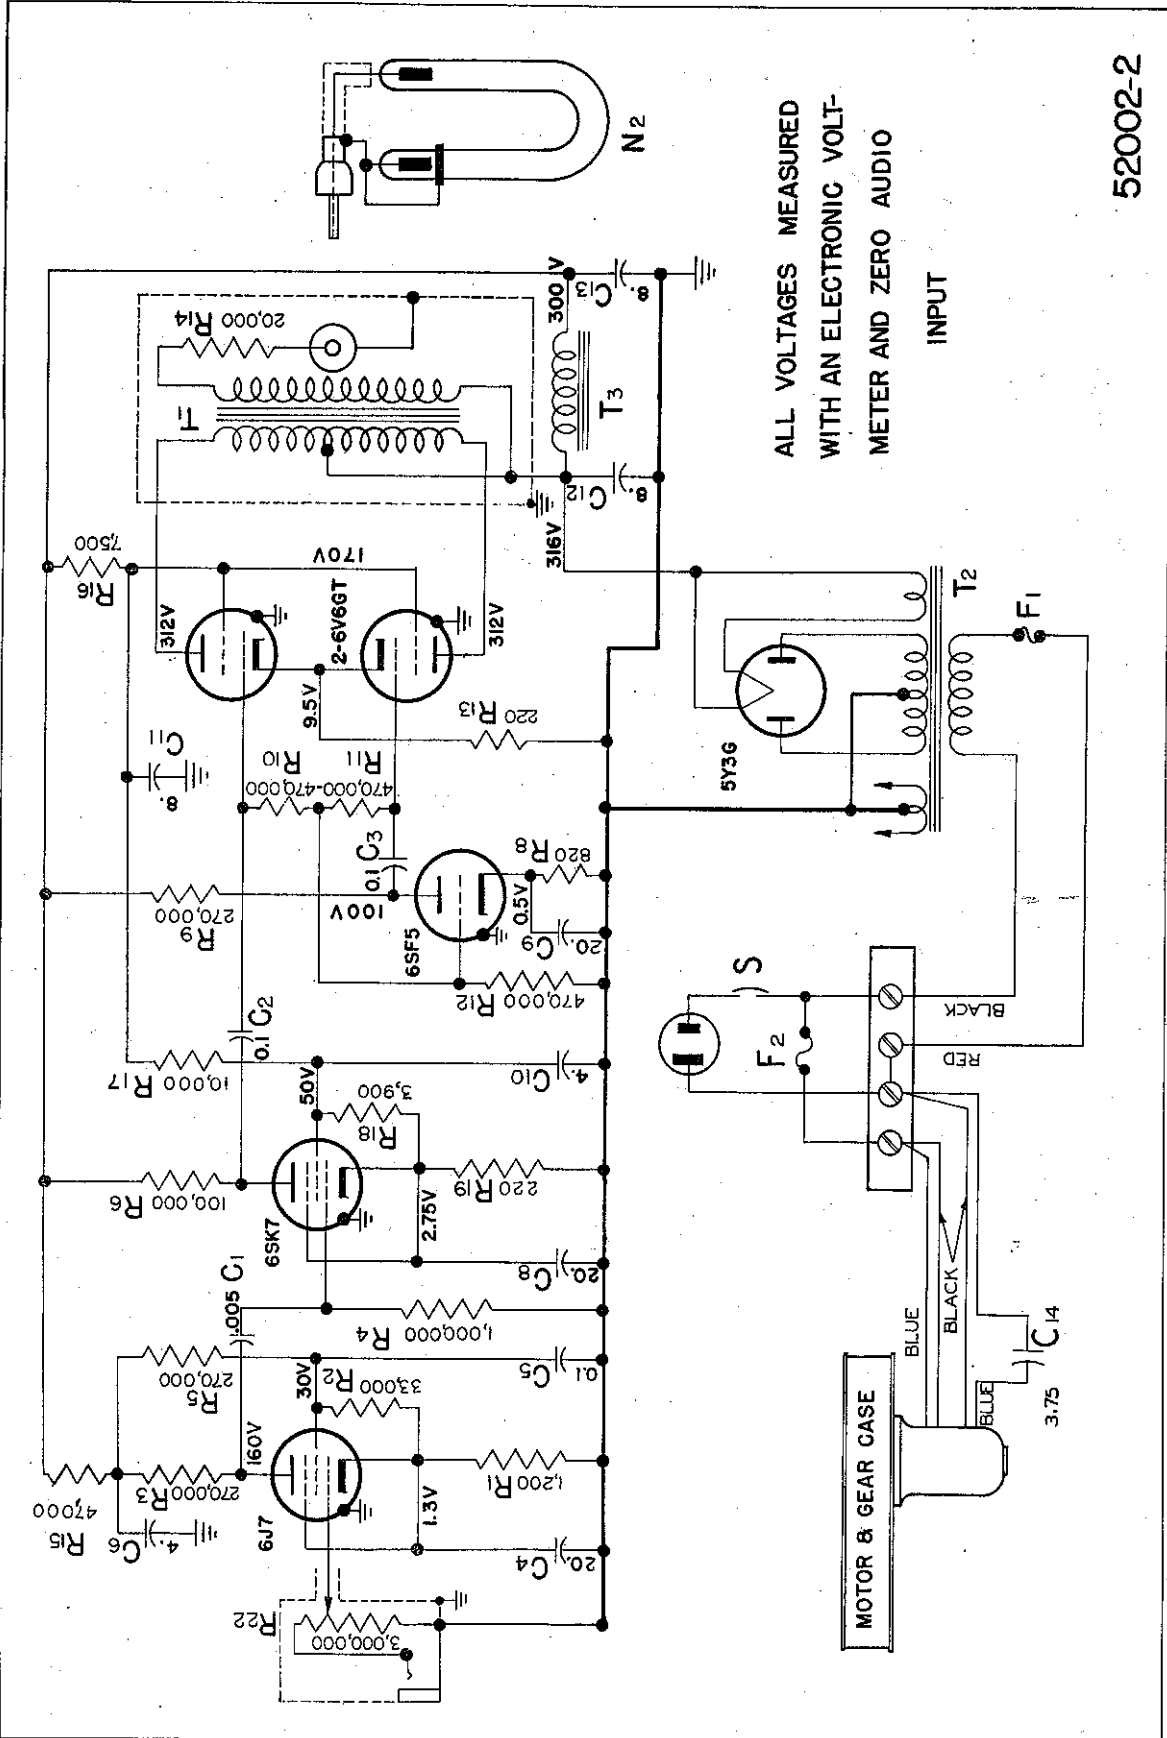 R15
47,000
C6
4.
R3
270,000
R5
270,000
160V
.005 C1
6J7
30V
R2
33,000
1.3V
R1
1,200
C4
20.
C5
0.1
R22
3,000,000
R4
1,000,000
R6
100,000
6SK7
50V
R18
3,900
2.75V
R19
220
C8
20.
R17
10,000
C10
4.
0.1 C2
R9
270,000
100V
0.1 C3
6SF5
R12
470,000
0.5V
C9
20.
R8
820
C11
8.
R10
R11
470,000-470,000
9.5V
R13
220
2-6V6GT
312V
312V
170V
R16
7,500
T1
R14
20,000
316V
C12
8.
T3
300V
C13
8.
N2
5Y3G
T2
F1
S
F2
BLACK
RED
BLUE
BLACK
BLUE
C14
3.75
MOTOR & GEAR CASE
ALL VOLTAGES MEASURED
WITH AN ELECTRONIC VOLT-
METER AND ZERO AUDIO
INPUT
52002-2